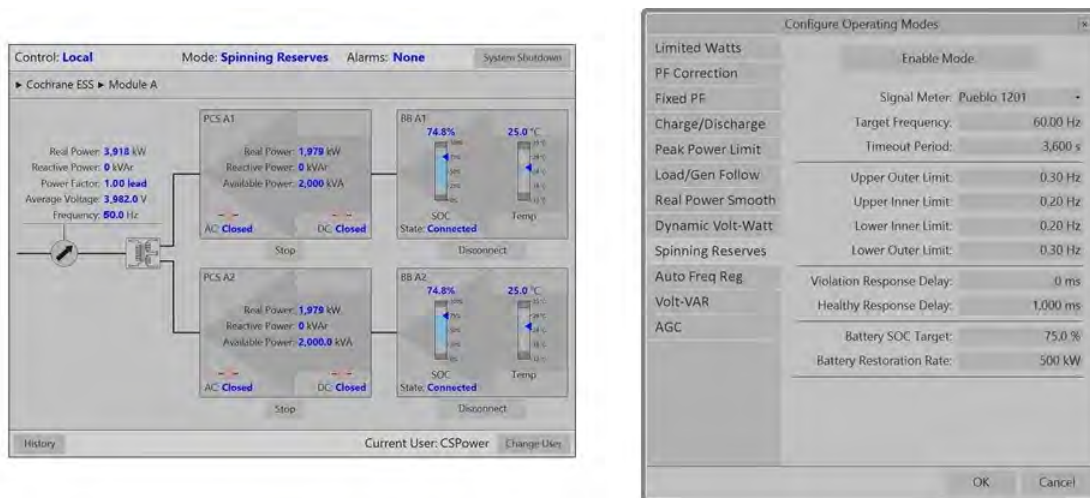 Control: Local Mode: Spinning Reserves Alarms: None System Shutdown
Cochrane ESS Module A
Real Power: 3,918 kW
Reactive Power: 0 kVAr
Power Factor: 1.00 lead
Average Voltage: 3,982.0 V
Frequency: 60.0 Hz
PCS A1
Real Power: 1,979 kW
Reactive Power: 0 kVAr
Available Power: 2,000 kVA
AC: Closed DC: Closed
Stop
BB A1
74.8% 25.0 °C
SOC Temp
State: Connected
Disconnect
PCS A2
Real Power: 1,979 kW
Reactive Power: 0 kVAr
Available Power: 2,000.0 kVA
AC: Closed DC: Closed
Stop
BB A2
74.8% 25.0 °C
SOC Temp
State: Connected
Disconnect
History Current User: CSPower Change User
Configure Operating Modes
Limited Watts
PF Correction
Fixed PF
Charge/Discharge
Peak Power Limit
Load/Gen Follow
Real Power Smooth
Dynamic Volt-Watt
Spinning Reserves
Auto Freq Reg
Volt-VAR
AGC
Enable Mode
Signal Meter: Pueblo 1201
Target Frequency: 60.00 Hz
Timeout Period: 3,600 s
Upper Outer Limit: 0.30 Hz
Upper Inner Limit: 0.20 Hz
Lower Inner Limit: 0.20 Hz
Lower Outer Limit: 0.30 Hz
Violation Response Delay: 0 ms
Healthy Response Delay: 1,000 ms
Battery SOC Target: 75.0 %
Battery Restoration Rate: 500 kW
OK Cancel